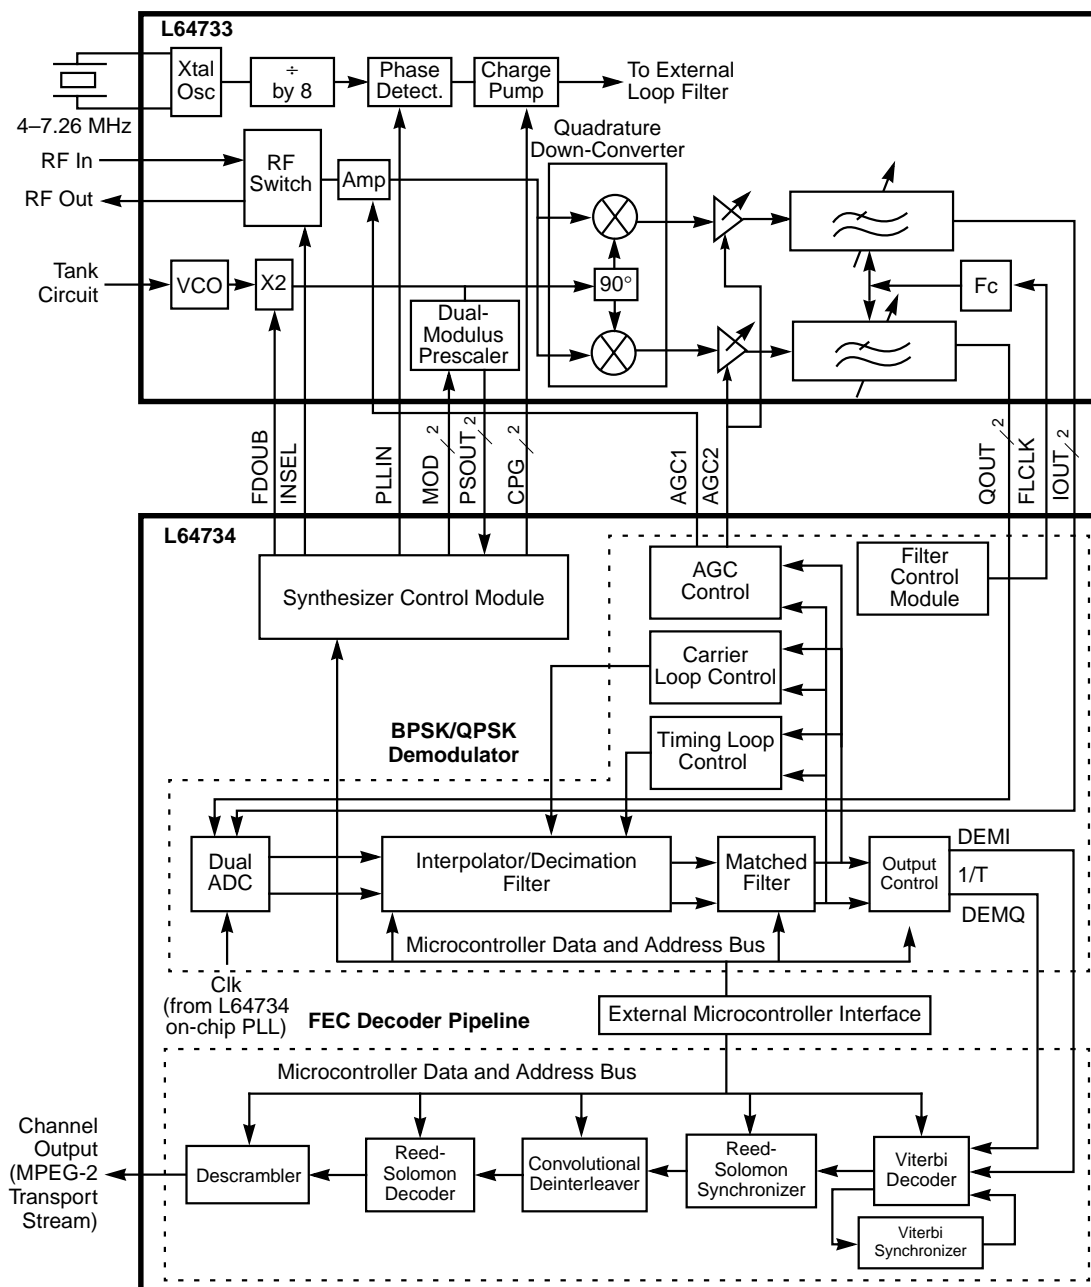 L64733
Xtal
Osc
÷
by 8
Phase
Detect.
Charge
Pump
To External
Loop Filter
4–7.26 MHz
Quadrature
Down-Converter
RF In
RF
Switch
Amp
RF Out
Tank
Circuit
VCO
X2
90°
Fc
Dual-
Modulus
Prescaler
FDOUB
INSEL
PLLIN
MOD
2
PSOUT
2
CPG
2
AGC1
AGC2
QOUT
2
FLCLK
IOUT
2
L64734
Synthesizer Control Module
AGC
Control
Filter
Control
Module
Carrier
Loop Control
BPSK/QPSK
Demodulator
Timing Loop
Control
Dual
ADC
Interpolator/Decimation
Filter
Matched
Filter
Output
Control
DEMI
1/T
DEMQ
Microcontroller Data and Address Bus
Clk
(from L64734
on-chip PLL)
FEC Decoder Pipeline
External Microcontroller Interface
Microcontroller Data and Address Bus
Channel
Output
(MPEG-2
Transport
Stream)
Descrambler
Reed-
Solomon
Decoder
Convolutional
Deinterleaver
Reed-
Solomon
Synchronizer
Viterbi
Decoder
Viterbi
Synchronizer